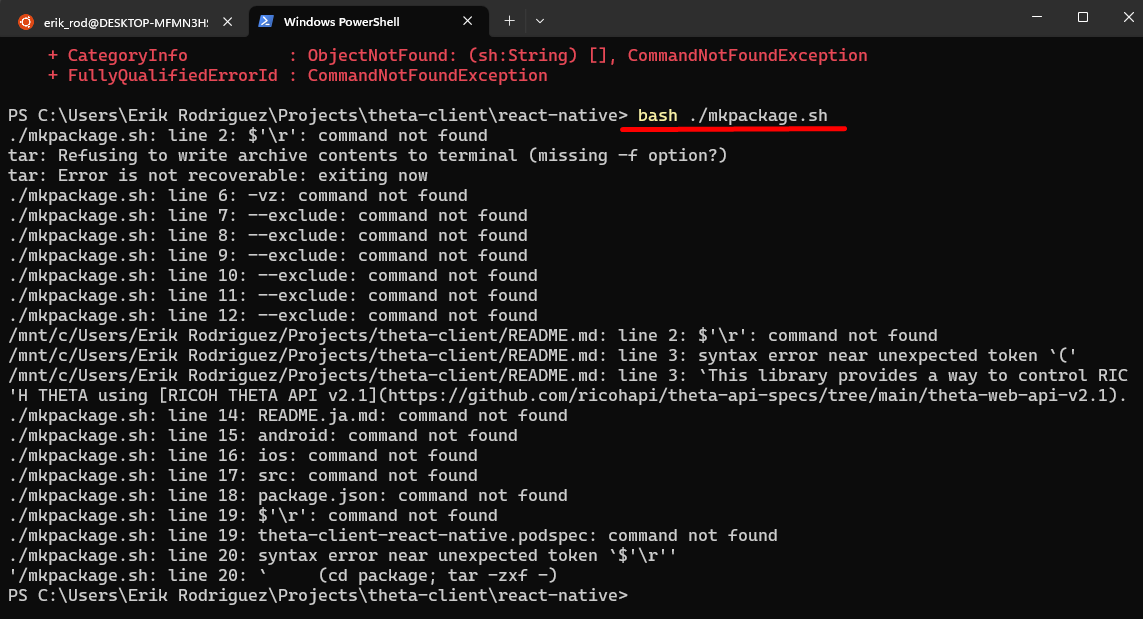 erik_rod@DESKTOP-MFMN3H
Windows PowerShell
+ CategoryInfo          : ObjectNotFound: (sh:String) [], CommandNotFoundException
+ FullyQualifiedErrorId : CommandNotFoundException
PS C:\Users\Erik Rodriguez\Projects\theta-client\react-native> bash ./mkpackage.sh
./mkpackage.sh: line 2: $'\r': command not found
tar: Refusing to write archive contents to terminal (missing -f option?)
tar: Error is not recoverable: exiting now
./mkpackage.sh: line 6: -vz: command not found
./mkpackage.sh: line 7: --exclude: command not found
./mkpackage.sh: line 8: --exclude: command not found
./mkpackage.sh: line 9: --exclude: command not found
./mkpackage.sh: line 10: --exclude: command not found
./mkpackage.sh: line 11: --exclude: command not found
./mkpackage.sh: line 12: --exclude: command not found
/mnt/c/Users/Erik Rodriguez/Projects/theta-client/README.md: line 2: $'\r': command not found
/mnt/c/Users/Erik Rodriguez/Projects/theta-client/README.md: line 3: syntax error near unexpected token `('
/mnt/c/Users/Erik Rodriguez/Projects/theta-client/README.md: line 3: `This library provides a way to control RIC
'H THETA using [RICOH THETA API v2.1](https://github.com/ricohapi/theta-api-specs/tree/main/theta-web-api-v2.1).
./mkpackage.sh: line 14: README.ja.md: command not found
./mkpackage.sh: line 15: android: command not found
./mkpackage.sh: line 16: ios: command not found
./mkpackage.sh: line 17: src: command not found
./mkpackage.sh: line 18: package.json: command not found
./mkpackage.sh: line 19: $'\r': command not found
./mkpackage.sh: line 19: theta-client-react-native.podspec: command not found
./mkpackage.sh: line 20: syntax error near unexpected token `$'\r''
'/mkpackage.sh: line 20: `     (cd package; tar -zxf -)
PS C:\Users\Erik Rodriguez\Projects\theta-client\react-native>